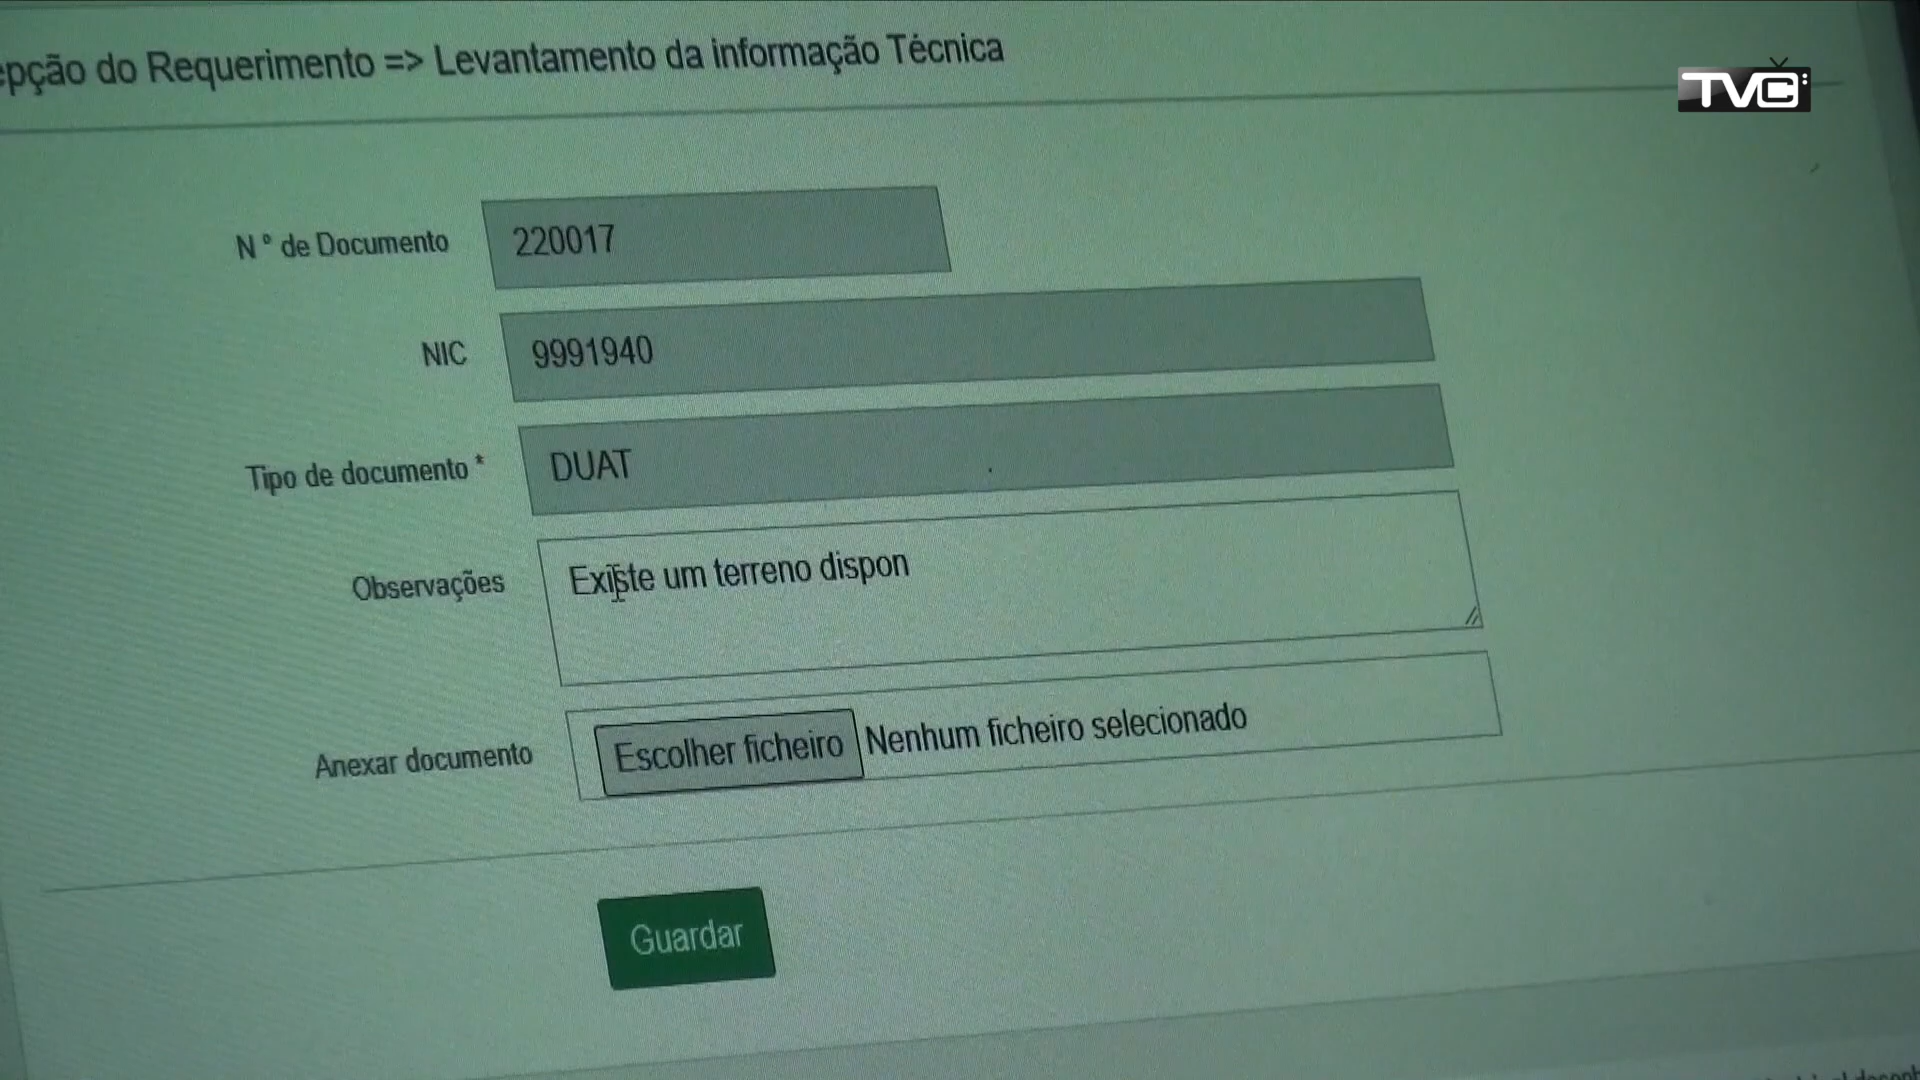 epção do Requerimento => Levantamento da informação Técnica
TVC
N º de Documento 220017
NIC 9991940
Tipo de documento * DUAT
Observações Existe um terreno dispon
Anexar documento Escolher ficheiro Nenhum ficheiro selecionado
Guardar